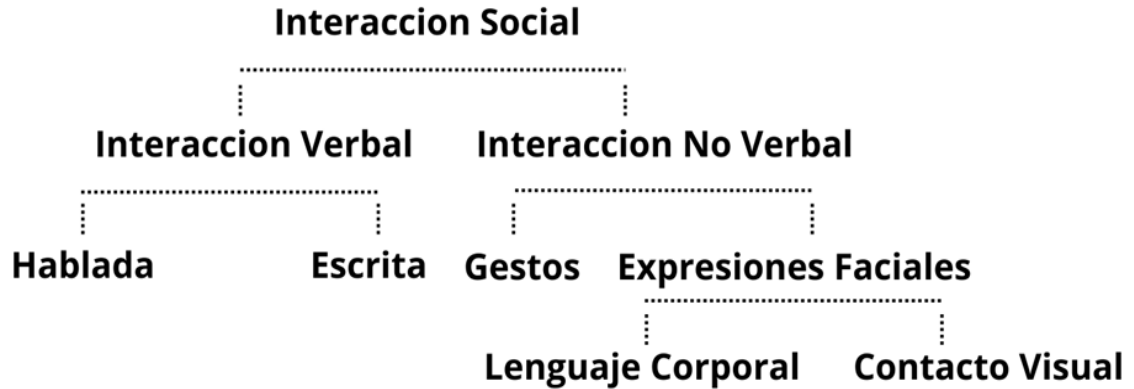 Interaccion Social
Interaccion Verbal Interaccion No Verbal
Hablada Escrita Gestos Expresiones Faciales
Lenguaje Corporal Contacto Visual